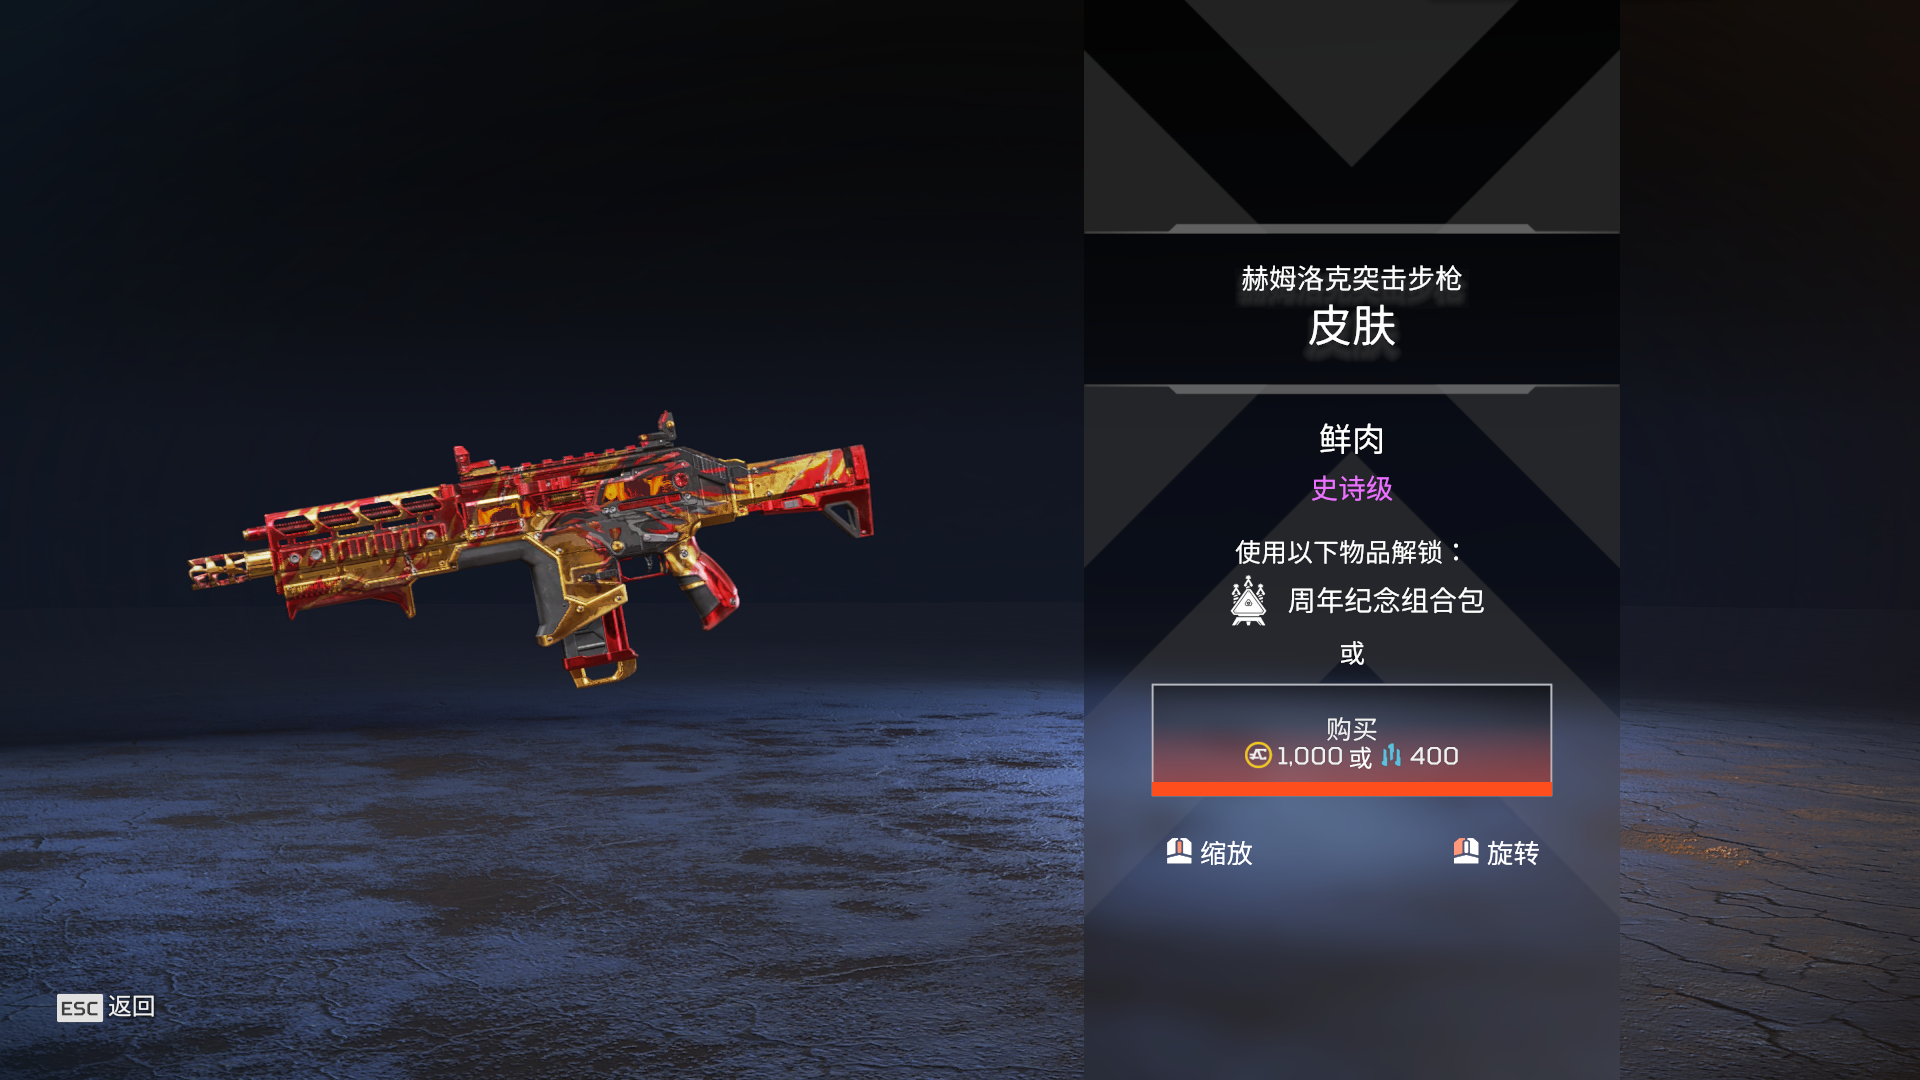 赫姆洛克突击步枪
皮肤
鲜肉
史诗级
使用以下物品解锁：
周年纪念组合包
或
购买
1,000 或 400
缩放
旋转
ESC 返回